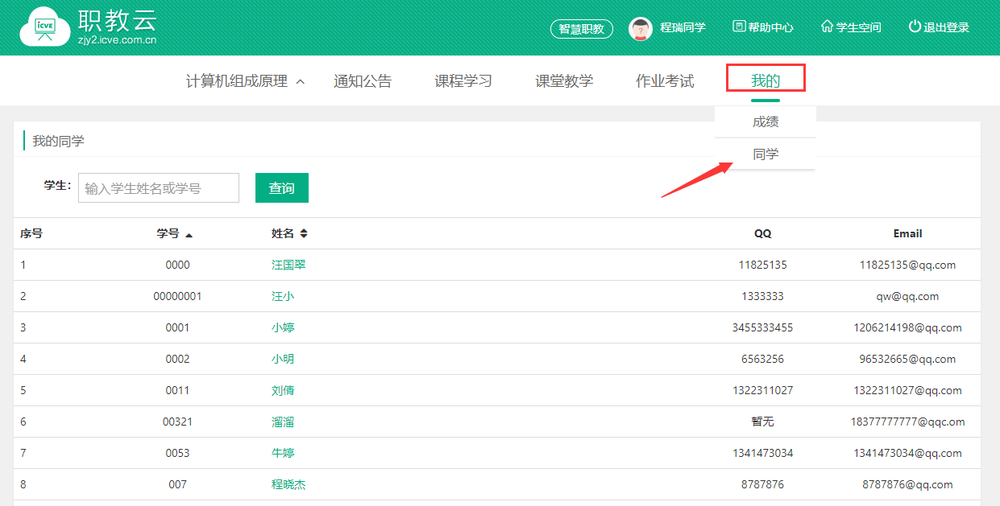 iCVE
职教云
zjy2.icve.com.cn
智慧职教 程瑞同学 帮助中心 学生空间 退出登录
计算机组成原理 通知公告 课程学习 课堂教学 作业考试 我的
成绩
同学
我的同学
学生: 输入学生姓名或学号 查询
序号 学号 姓名 QQ Email
1 0000 汪国翠 11825135 11825135@qq.com
2 00000001 汪小 1333333 qw@qq.com
3 0001 小婷 3455333455 1206214198@qq.com
4 0002 小明 6563256 96532665@qq.com
5 0011 刘倩 1322311027 1322311027@qq.com
6 00321 溜溜 暂无 18377777777@qqc.om
7 0053 牛婷 1341473034 1341473034@qq.com
8 007 程晓杰 8787876 8787876@qq.com